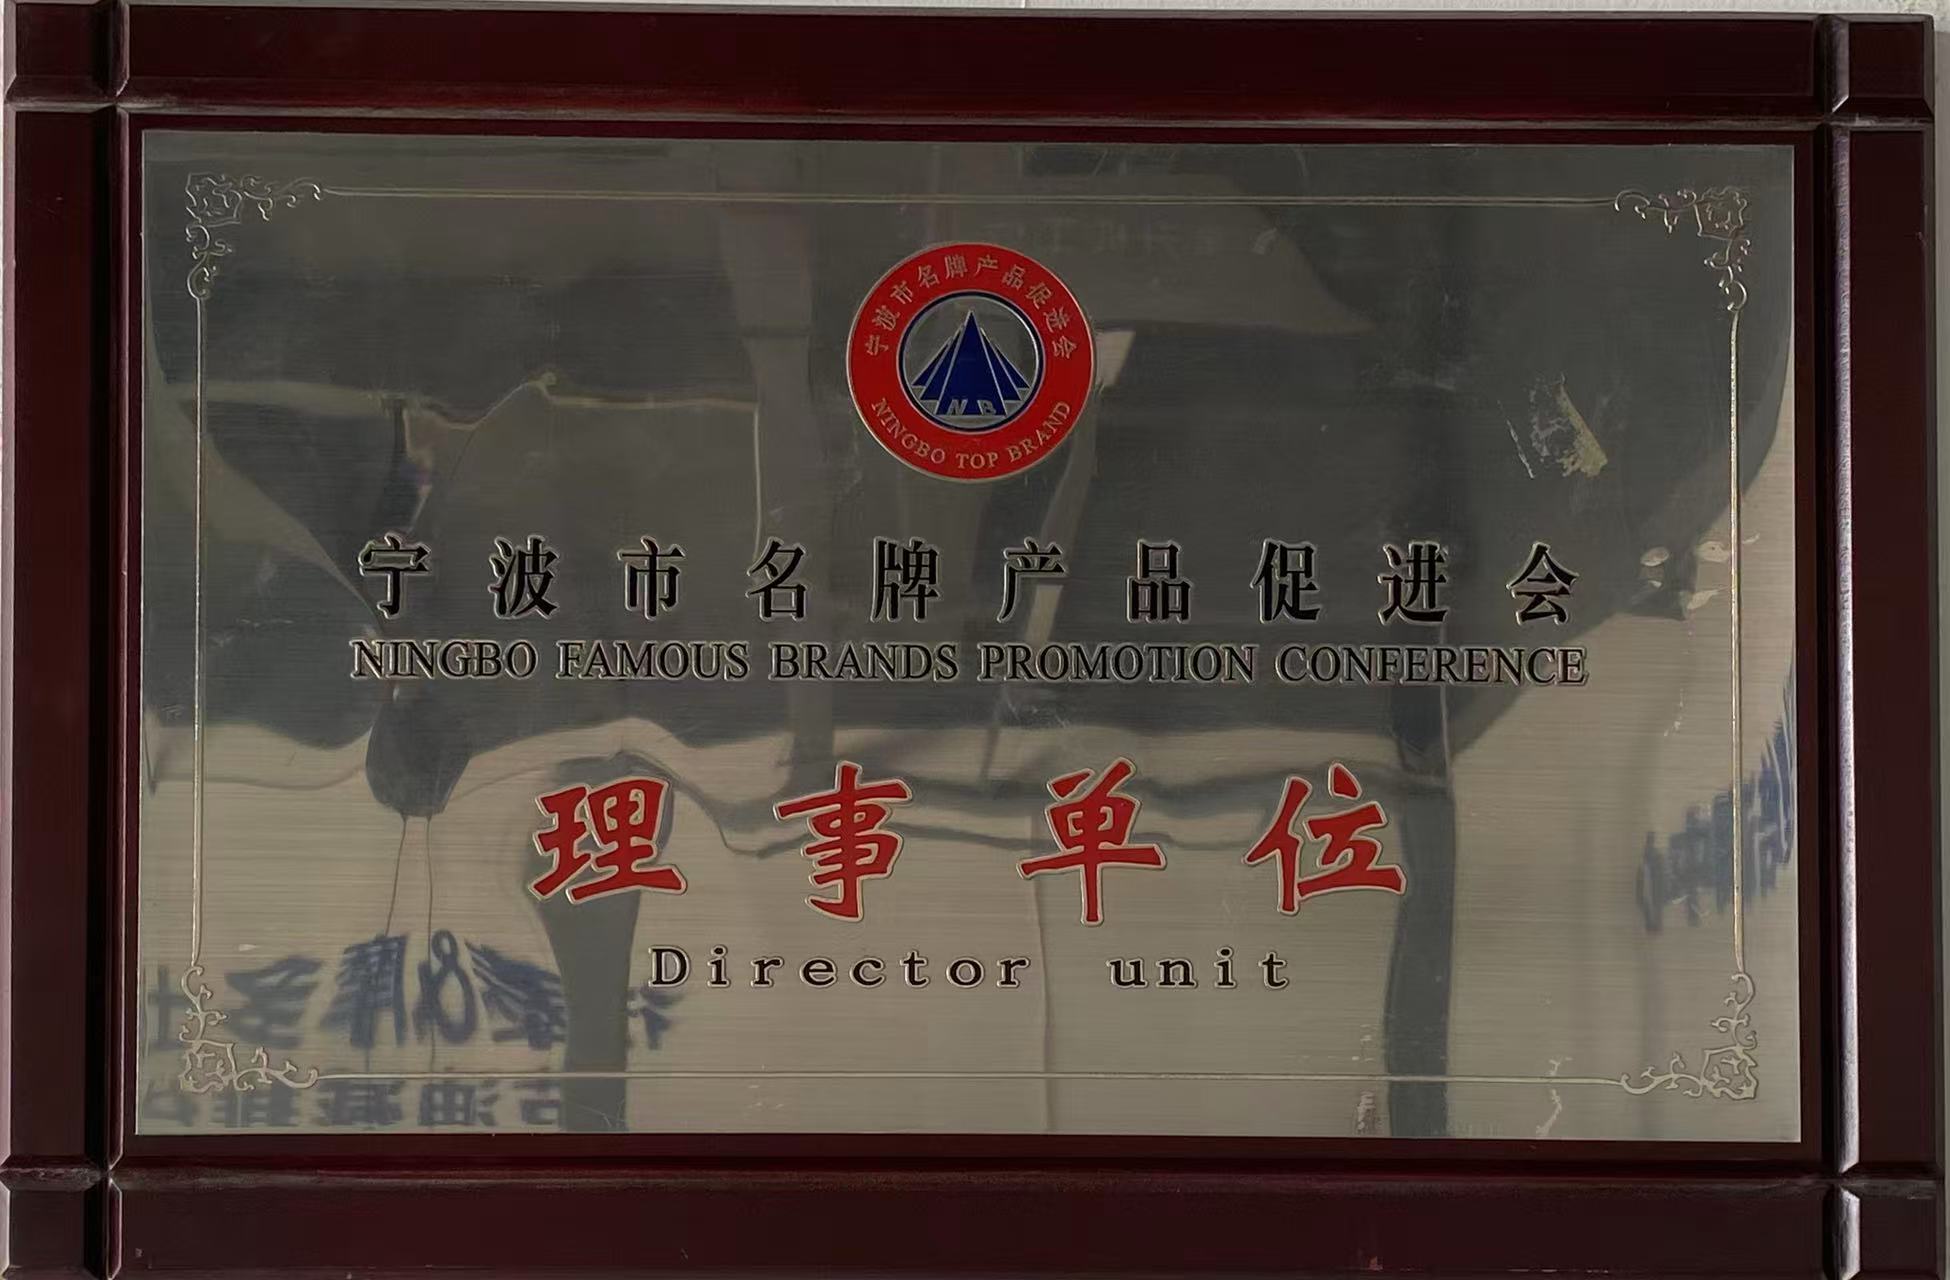 宁波市名牌产品促进会
NB
NINGBO TOP BRAND
宁波市名牌产品促进会
NINGBO FAMOUS BRANDS PROMOTION CONFERENCE
理事单位
Director unit